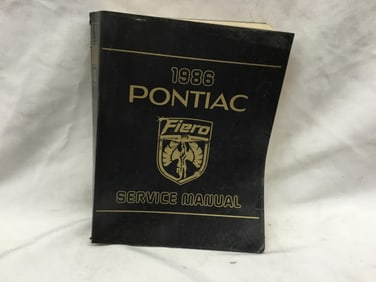 1986
PONTIAC
Fiero
SERVICE MANUAL